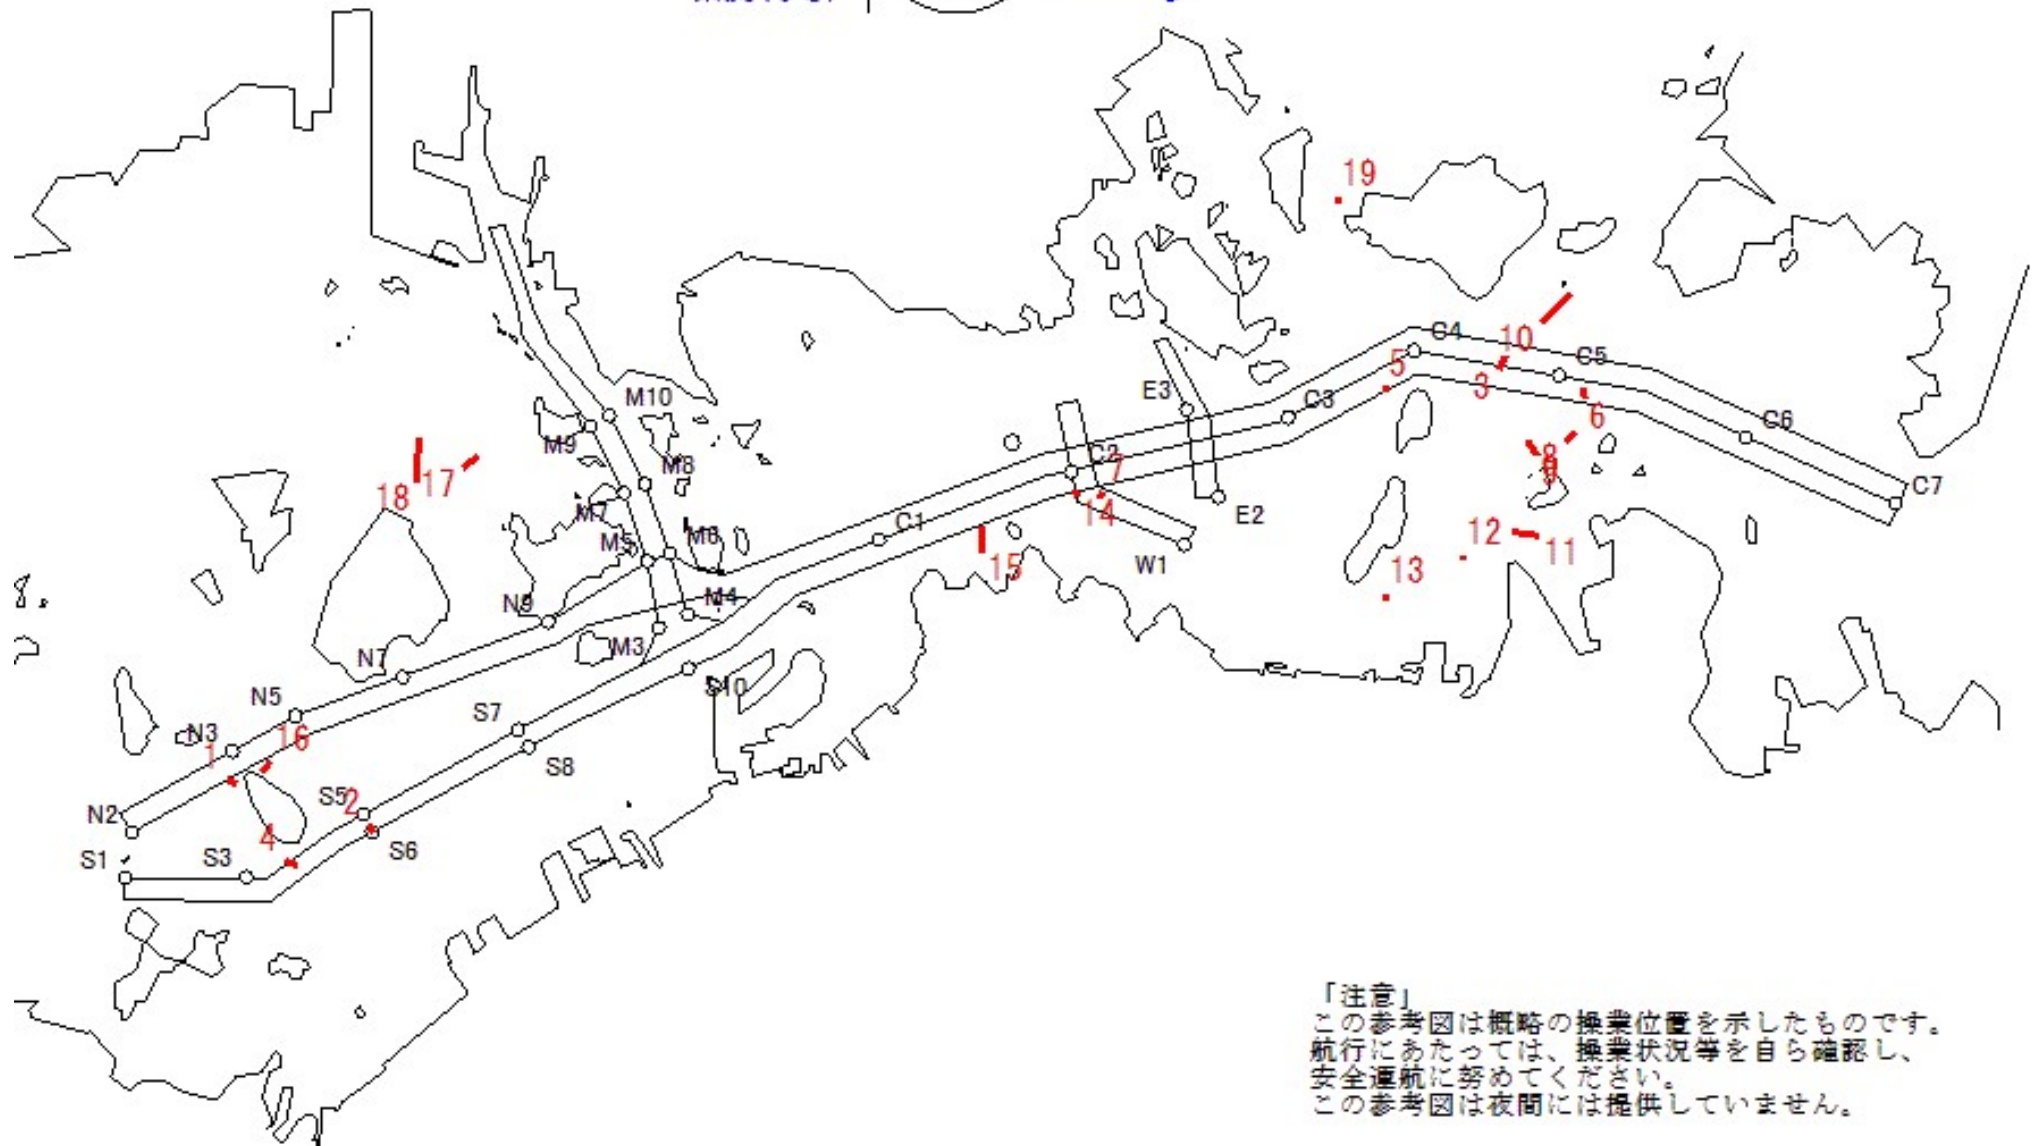 19
C4
10
C5
5
E3
3
M10
C3
6
C6
M9
C2
8
9
M8
7
17
18
C7
M7
14
E2
M6
C1
12
M5
11
W1
15
13
N9
M4
M3
N7
S10
N5
S7
N3
16
1
S8
S5
2
N2
4
S6
S1
S3
「注意」
この参考図は概略の操業位置を示したものです。
航行にあたっては、操業状況等を自ら確認し、
安全運航に努めてください。
この参考図は夜間には提供していません。